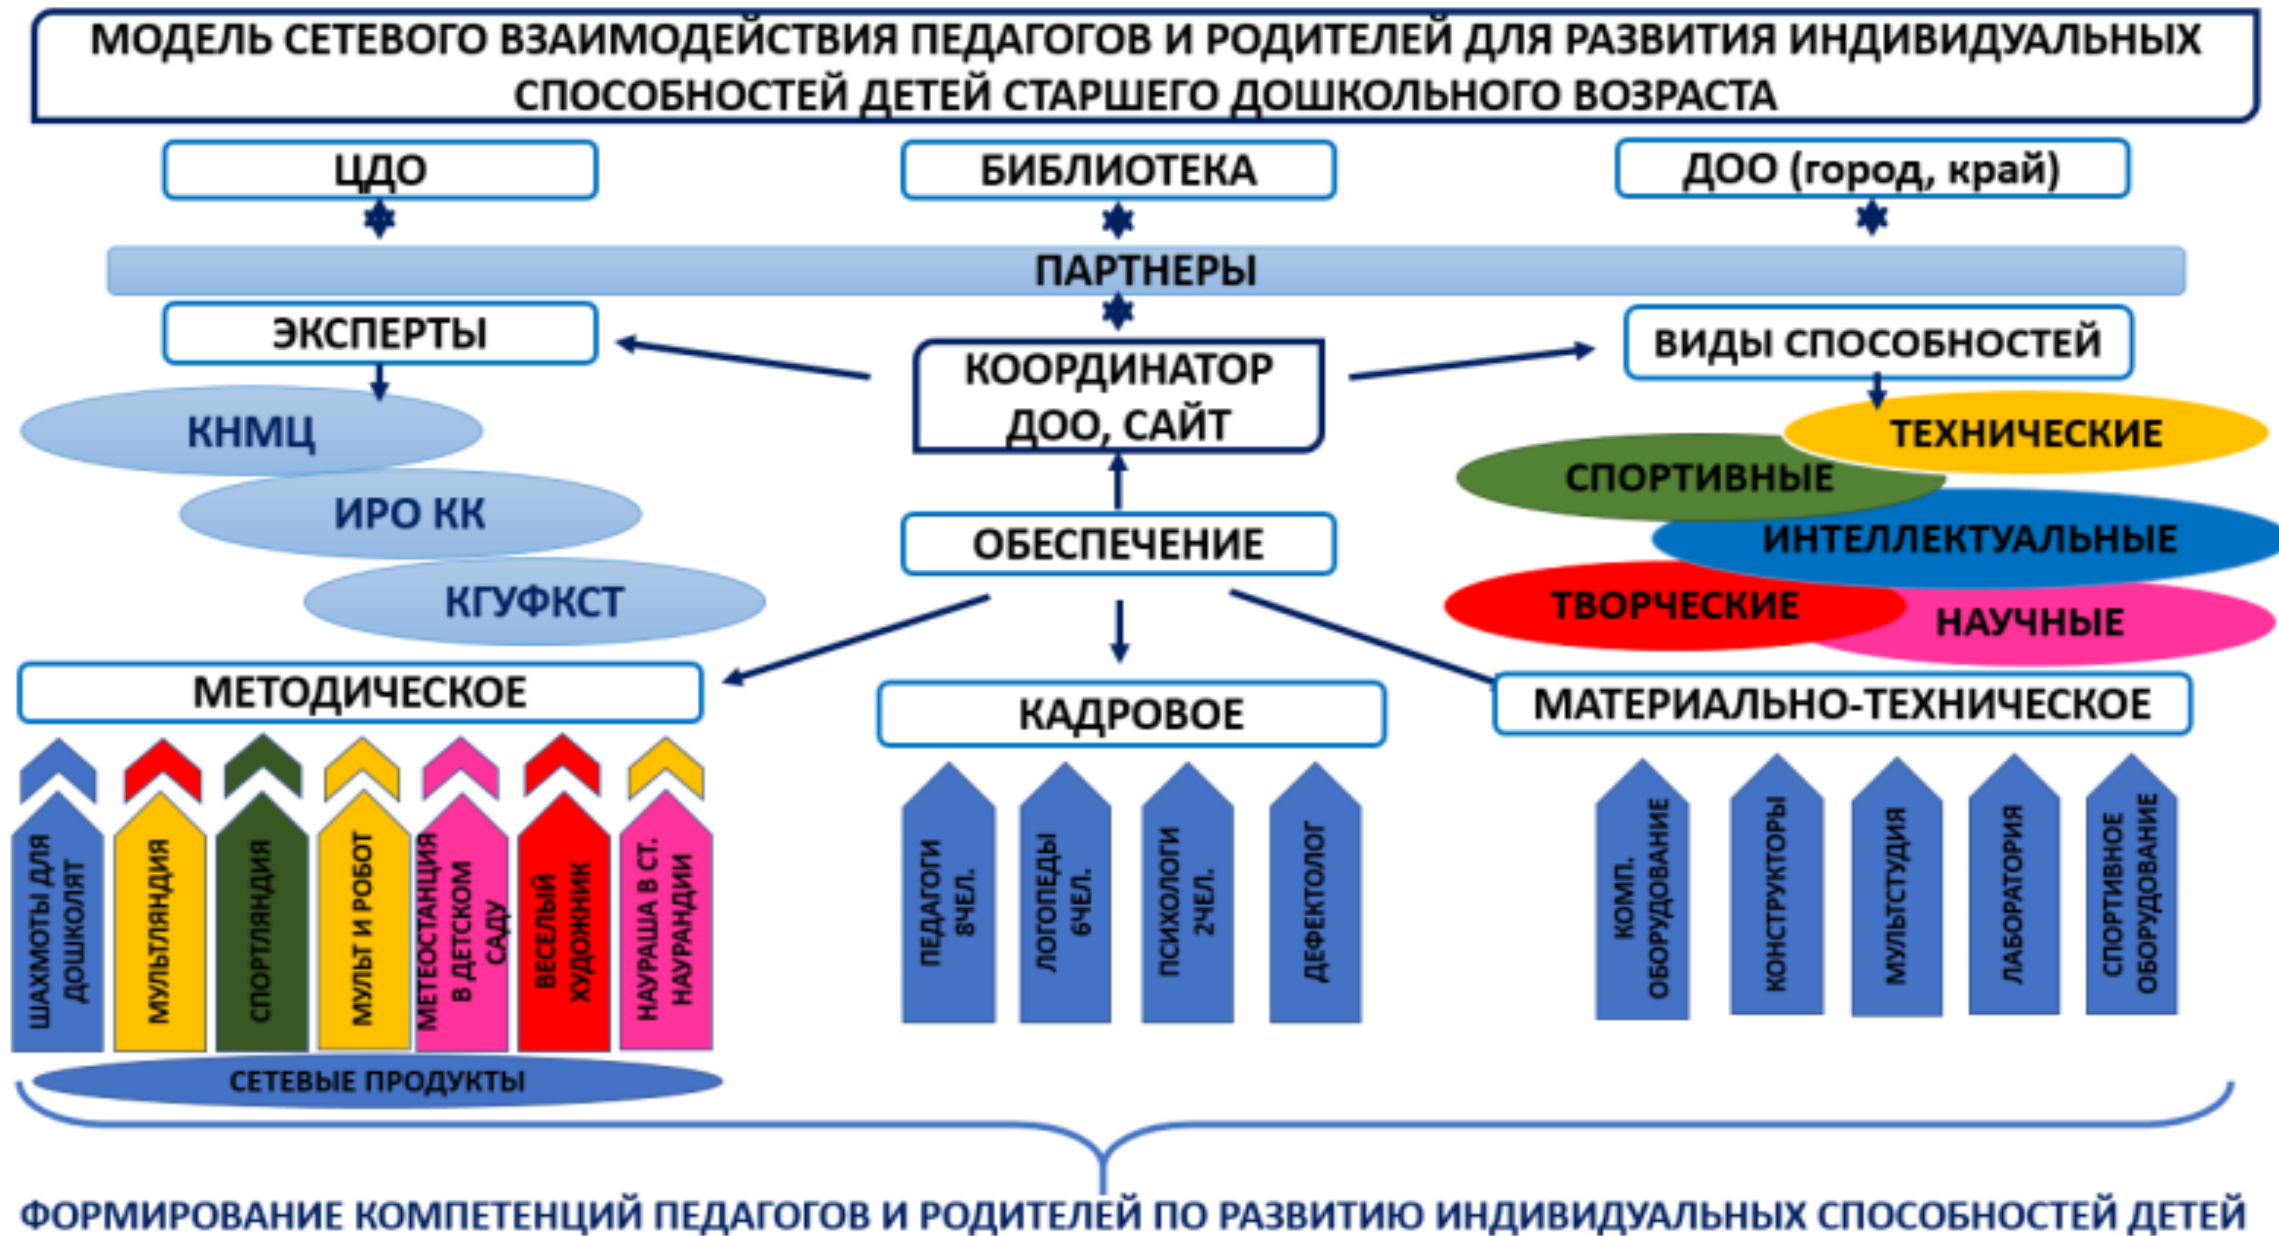 МОДЕЛЬ СЕТЕВОГО ВЗАИМОДЕЙСТВИЯ ПЕДАГОГОВ И РОДИТЕЛЕЙ ДЛЯ РАЗВИТИЯ ИНДИВИДУАЛЬНЫХ
СПОСОБНОСТЕЙ ДЕТЕЙ СТАРШЕГО ДОШКОЛЬНОГО ВОЗРАСТА
ЦДО
БИБЛИОТЕКА
ДОО (город, край)
ПАРТНЕРЫ
ЭКСПЕРТЫ
КООРДИНАТОР
ДОО, САЙТ
ВИДЫ СПОСОБНОСТЕЙ
КНМЦ
ИРО КК
КГУФКСТ
ТЕХНИЧЕСКИЕ
СПОРТИВНЫЕ
ИНТЕЛЛЕКТУАЛЬНЫЕ
ТВОРЧЕСКИЕ
НАУЧНЫЕ
ОБЕСПЕЧЕНИЕ
МЕТОДИЧЕСКОЕ
КАДРОВОЕ
МАТЕРИАЛЬНО-ТЕХНИЧЕСКОЕ
ШАХМОТЫ ДЛЯ
ДОШКОЛЯТ
МУЛЬТЛЯНДИЯ
СПОРТЛЯНДИЯ
МУЛЬТ И РОБОТ
МЕТЕОСТАНЦИЯ
В ДЕТСКОМ
САДУ
ВЕСЕЛЫЙ
ХУДОЖНИК
НАУРАША В СТ.
НАУРАНДИИ
ПЕДАГОГИ
8ЧЕЛ.
ЛОГОПЕДЫ
6ЧЕЛ.
ПСИХОЛОГИ
2ЧЕЛ.
ДЕФЕКТОЛОГ
КОМП.
ОБОРУДОВАНИЕ
КОНСТРУКТОРЫ
МУЛЬТСТУДИЯ
ЛАБОРАТОРИЯ
СПОРТИВНОЕ
ОБОРУДОВАНИЕ
СЕТЕВЫЕ ПРОДУКТЫ
ФОРМИРОВАНИЕ КОМПЕТЕНЦИЙ ПЕДАГОГОВ И РОДИТЕЛЕЙ ПО РАЗВИТИЮ ИНДИВИДУАЛЬНЫХ СПОСОБНОСТЕЙ ДЕТЕЙ